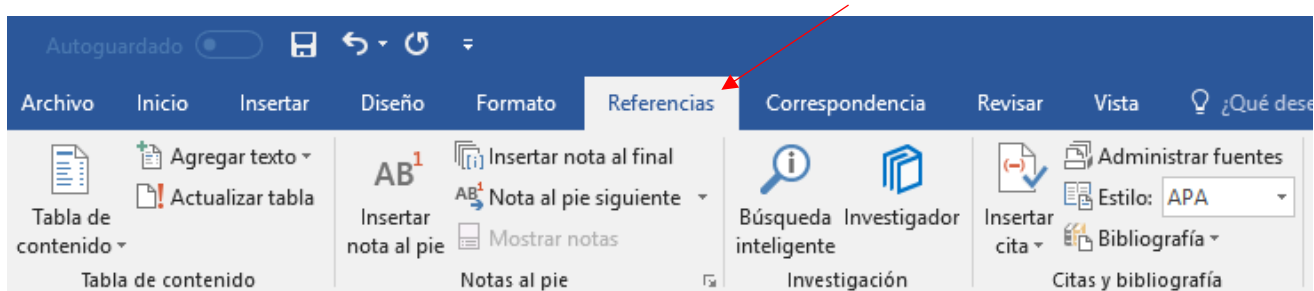 Autoguardado
Archivo Inicio Insertar Diseño Formato Referencias Correspondencia Revisar Vista ¿Qué dese
Tabla de
contenido
Agregar texto
Actualizar tabla
Tabla de contenido
AB1
Insertar
nota al pie
[i] Insertar nota al final
AB1 Nota al pie siguiente
Mostrar notas
Notas al pie
Búsqueda
inteligente
Investigador
Investigación
Insertar
cita
Administrar fuentes
Estilo: APA
Bibliografía
Citas y bibliografía